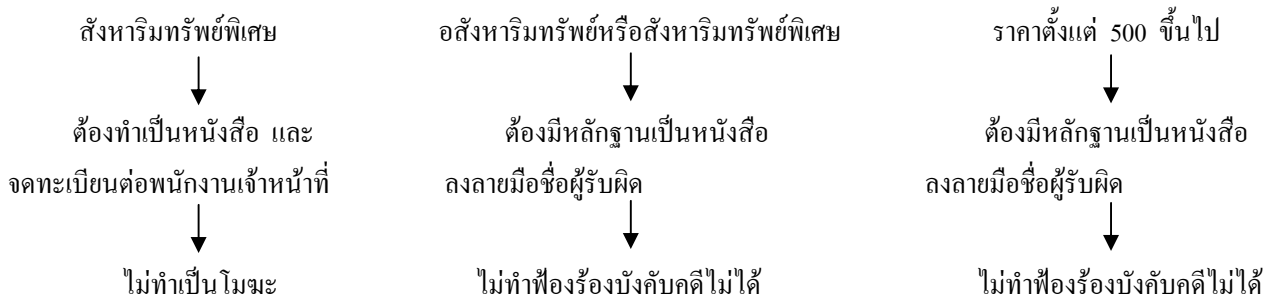 สังหาริมทรัพย์พิเศษ
ต้องทำเป็นหนังสือ และ
จดทะเบียนต่อพนักงานเจ้าหน้าที่
ไม่ทำเป็นโมฆะ
อสังหาริมทรัพย์หรือสังหาริมทรัพย์พิเศษ
ต้องมีหลักฐานเป็นหนังสือ
ลงลายมือชื่อผู้รับผิด
ไม่ทำฟ้องร้องบังคับคดีไม่ได้
ราคาตั้งแต่ 500 ขึ้นไป
ต้องมีหลักฐานเป็นหนังสือ
ลงลายมือชื่อผู้รับผิด
ไม่ทำฟ้องร้องบังคับคดีไม่ได้